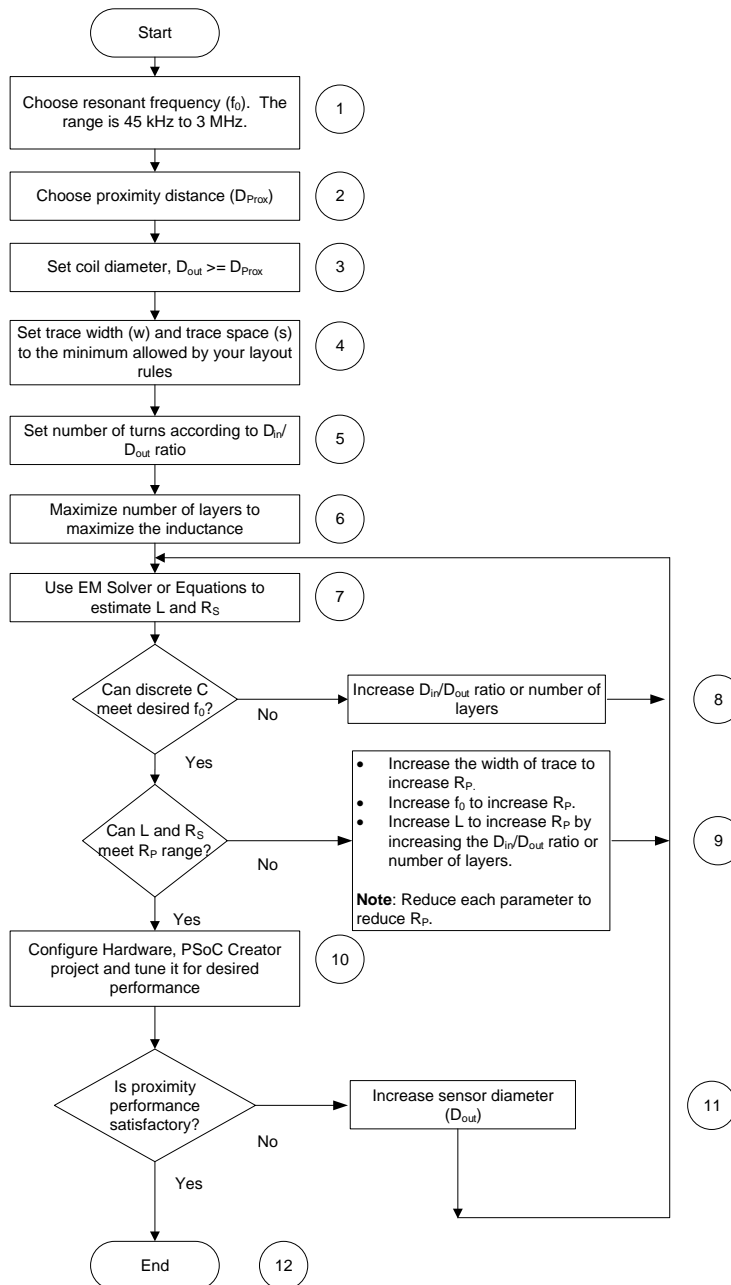 Start
Choose resonant frequency (f0).  The
range is 45 kHz to 3 MHz.
1
Choose proximity distance (DProx)
2
Set coil diameter, Dout >= DProx
3
Set trace width (w) and trace space (s)
to the minimum allowed by your layout
rules
4
Set number of turns according to Din/
Dout ratio
5
Maximize number of layers to
maximize the inductance
6
Use EM Solver or Equations to
estimate L and RS
7
Can discrete C
meet desired f0?
No
Increase Din/Dout ratio or number of
layers
8
Yes
Can L and RS
meet RP range?
No
• Increase the width of trace to
increase RP.
• Increase f0 to increase RP.
• Increase L to increase RP by
increasing the Din/Dout ratio or
number of layers.
Note: Reduce each parameter to
reduce RP.
9
Yes
Configure Hardware, PSoC Creator
project and tune it for desired
performance
10
Is proximity
performance
satisfactory?
No
Increase sensor diameter
(Dout)
11
Yes
End
12